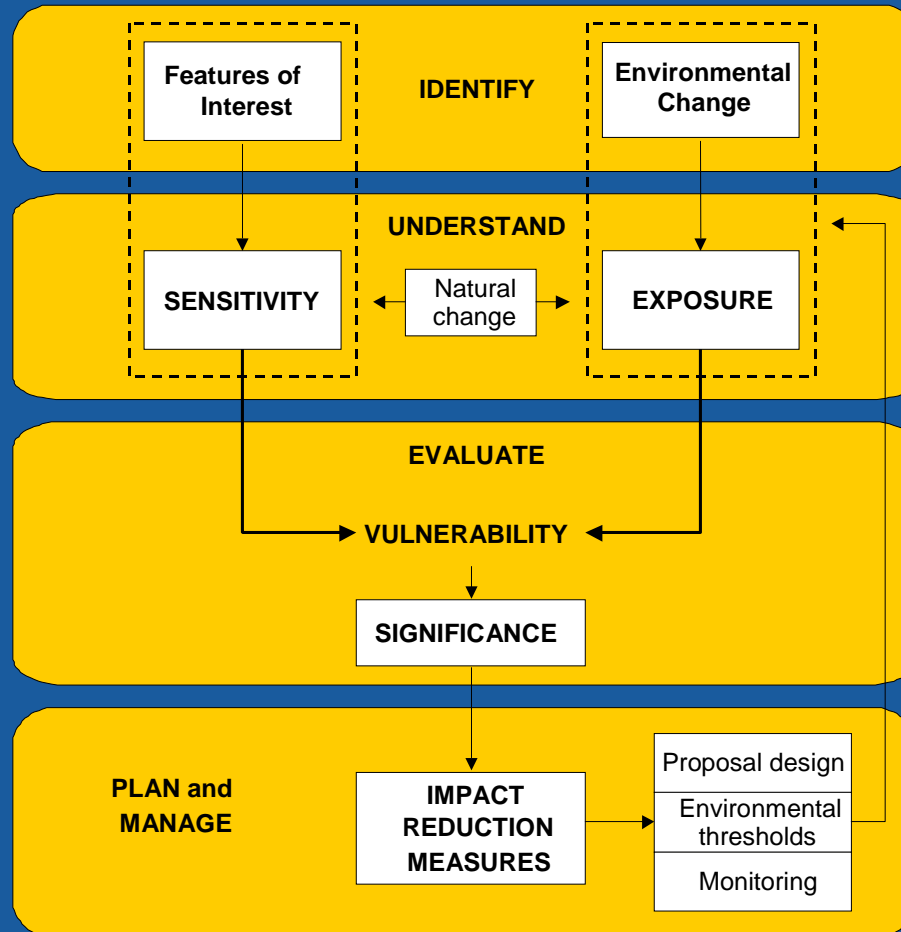 Features of
Interest
IDENTIFY
Environmental
Change
UNDERSTAND
SENSITIVITY
Natural
change
EXPOSURE
EVALUATE
VULNERABILITY
SIGNIFICANCE
PLAN and
MANAGE
IMPACT
REDUCTION
MEASURES
Proposal design
Environmental
thresholds
Monitoring